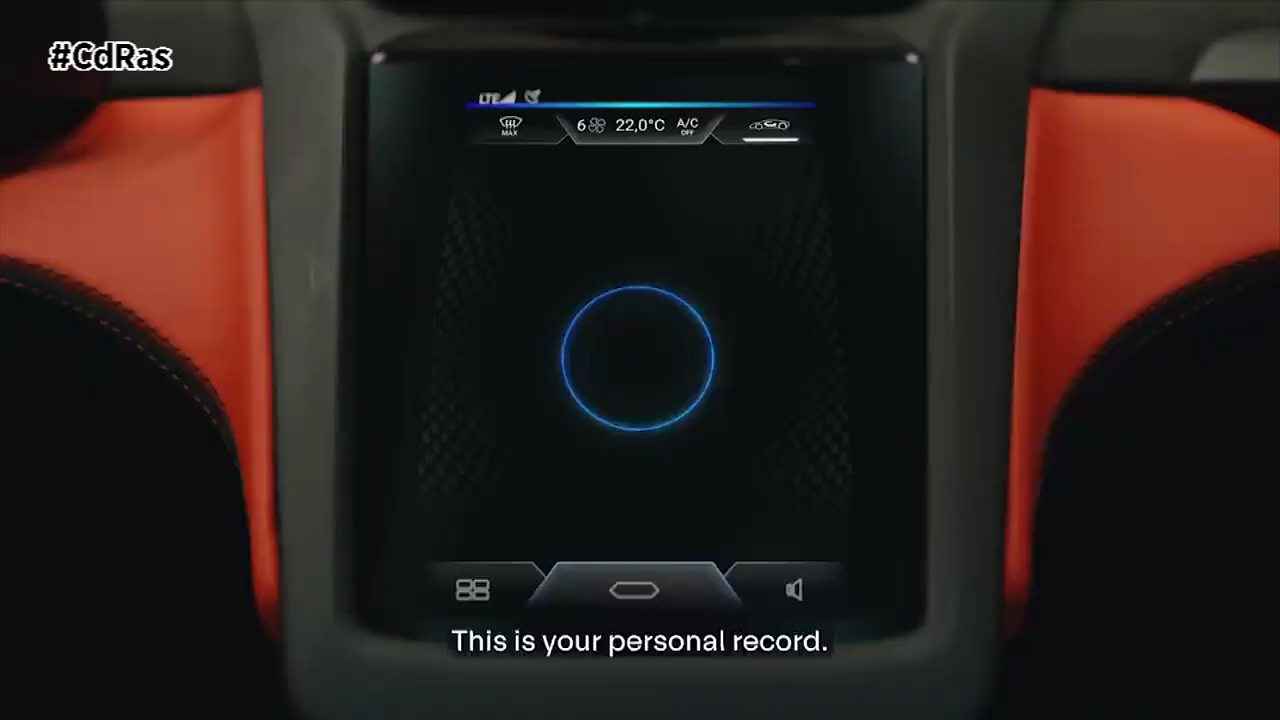 #CdRas
LTE
MAX
6
22,0°C
A/C
OFF
This is your personal record.